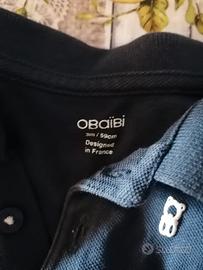 OBaïBi
3m / 59cm
Designed
in France